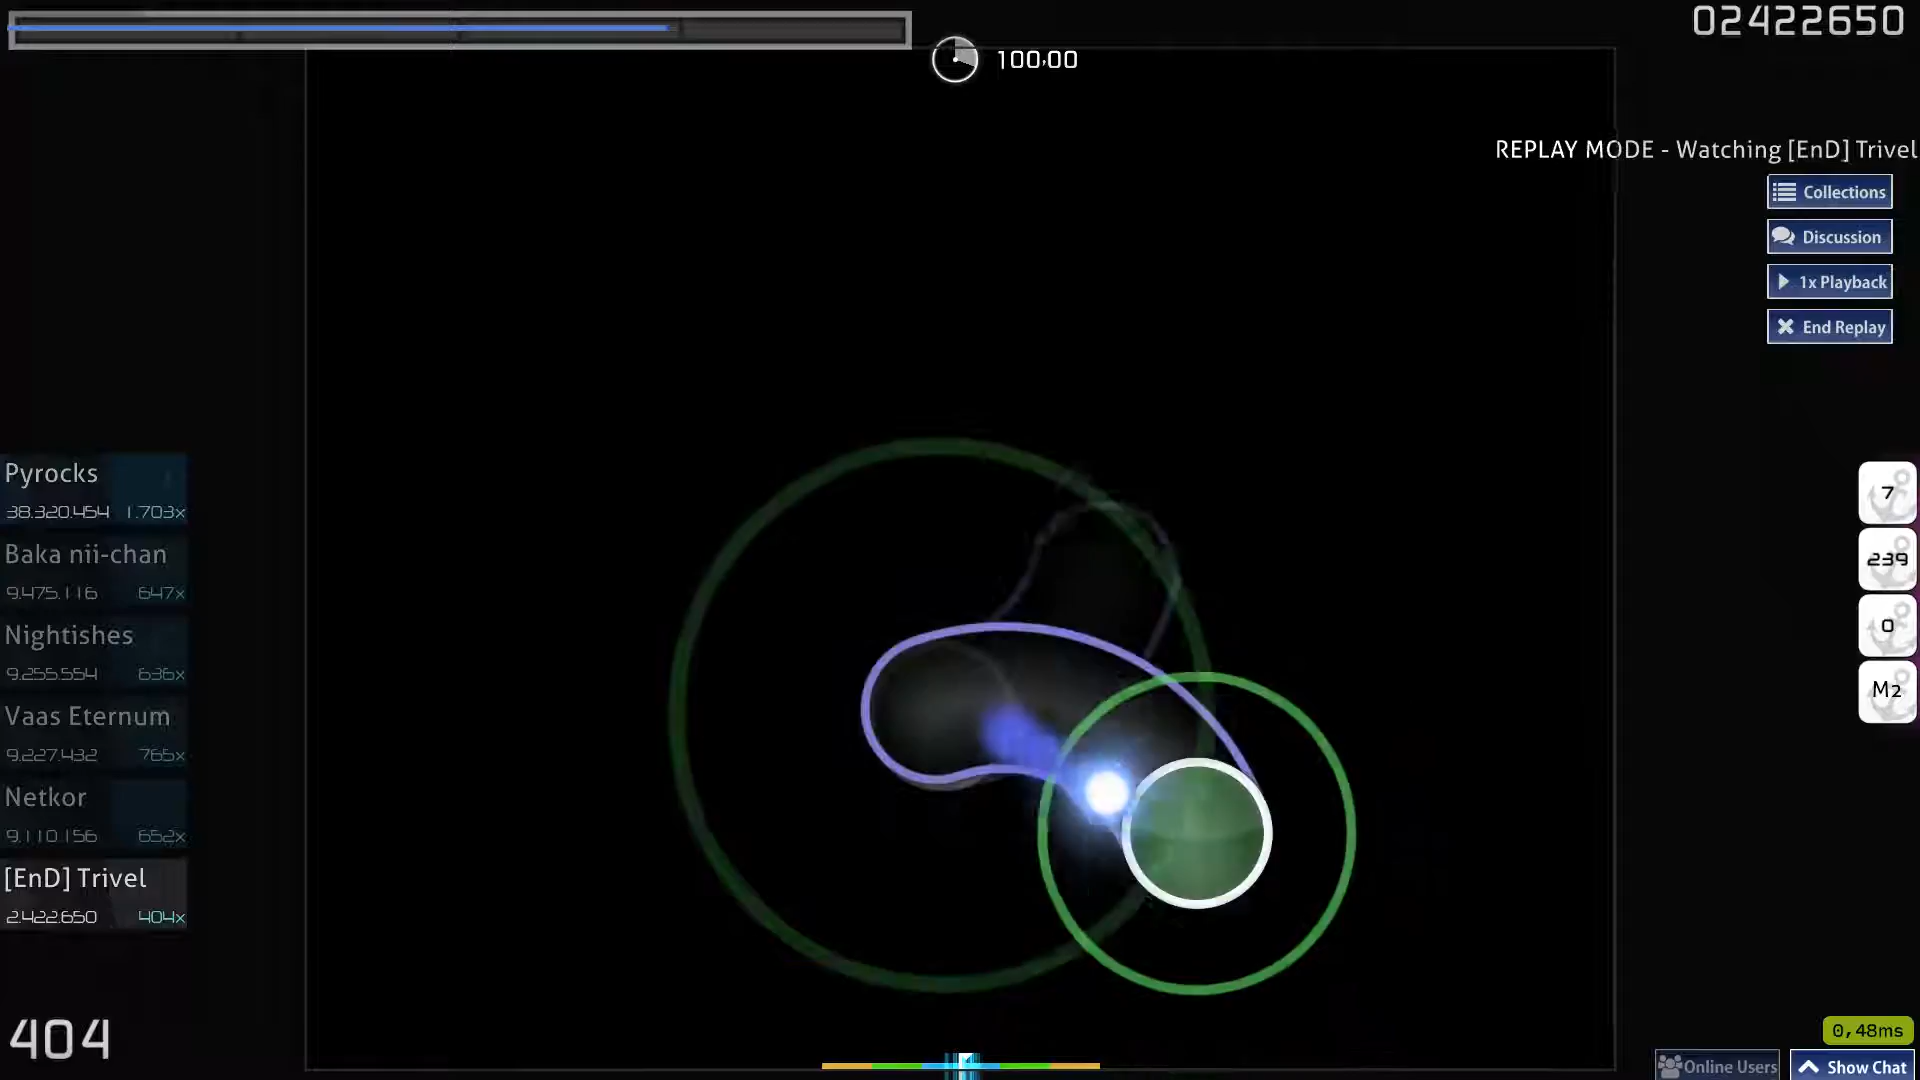 02422650
100,00
REPLAY MODE - Watching [EnD] Trivel
Collections
Discussion
1x Playback
End Replay
Pyrocks
38.320.454 1.703x
Baka nii-chan
9.475.116 647x
Nightishes
9.255.554 636x
Vaas Eternum
9.227.432 765x
Netkor
9.110.156 652x
[EnD] Trivel
2.422.650 404x
7
239
0
M2
404
0,48ms
Online Users
Show Chat